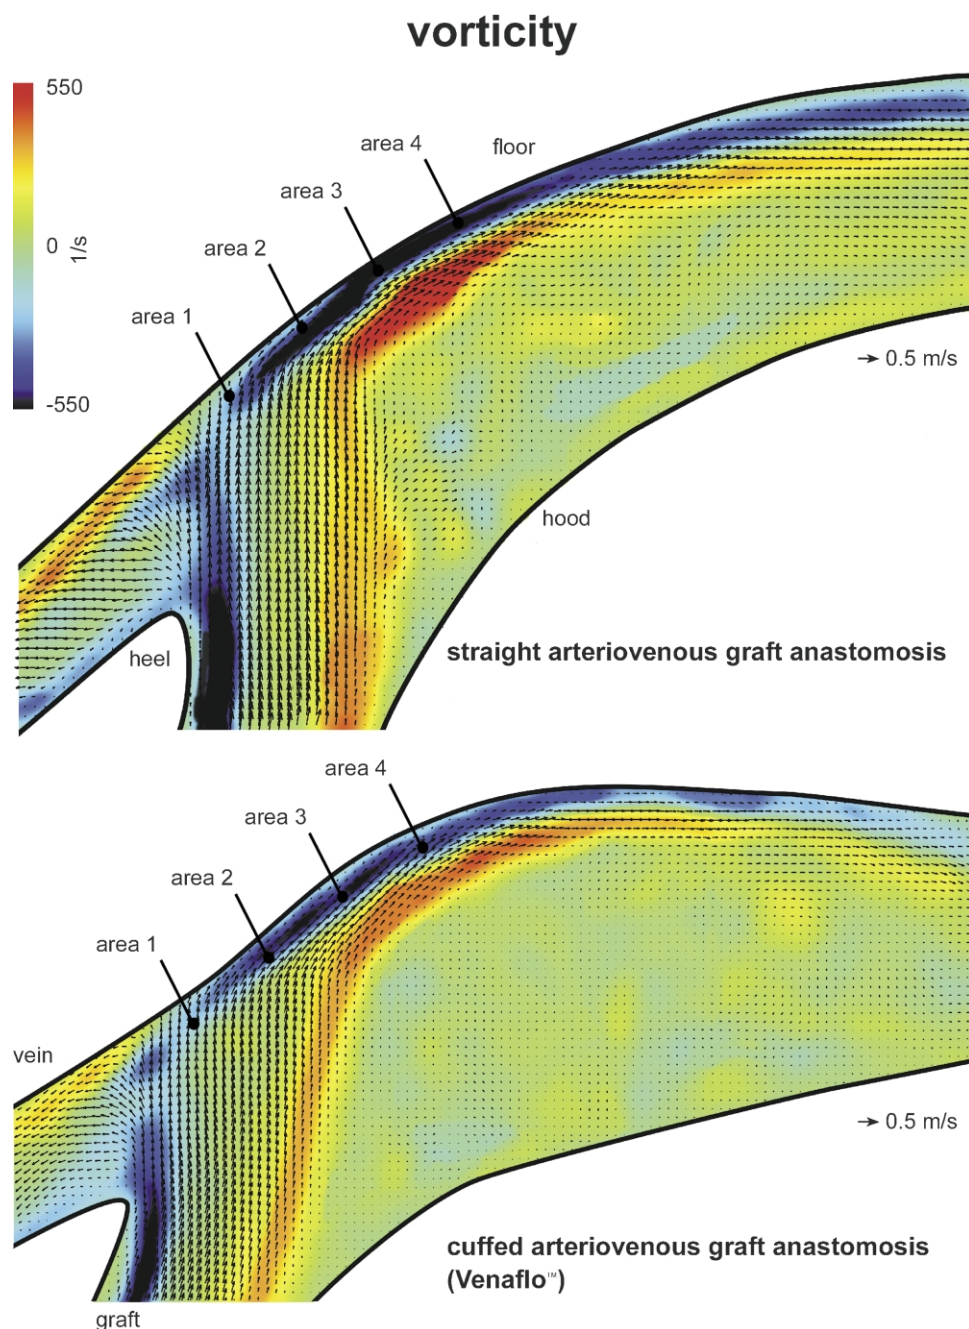 vorticity
550
0
1/s
-550
area 4
floor
area 3
area 2
area 1
0.5 m/s
hood
heel
straight arteriovenous graft anastomosis
area 4
area 3
area 2
area 1
vein
0.5 m/s
cuffed arteriovenous graft anastomosis
(Venaflo™)
graft